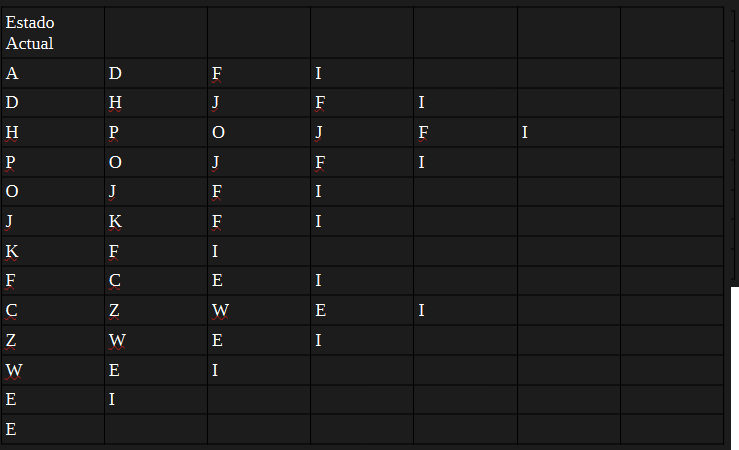 Estado
Actual
A D F I
D H J F I
H P O J F I
P O J F I
O J F I
J K F I
K F I
F C E I
C Z W E I
Z W E I
W E I
E I
E